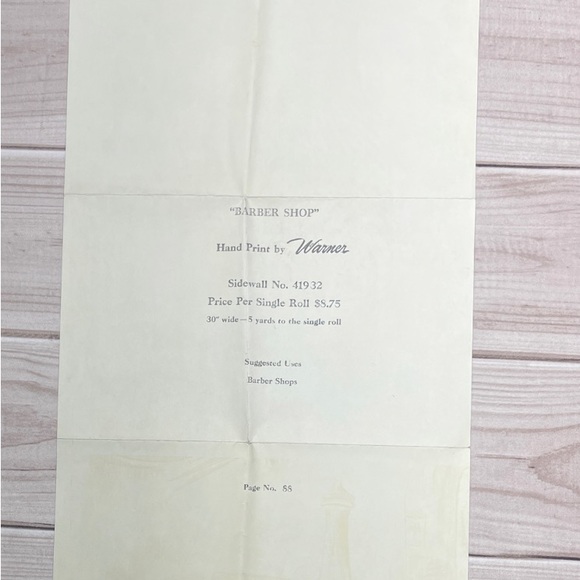 "BARBER SHOP"
Hand Print by Warner
Sidewall No. 41932
Price Per Single Roll $8.75
30" wide—5 yards to the single roll
Suggested Uses
Barber Shops
Page No. 88